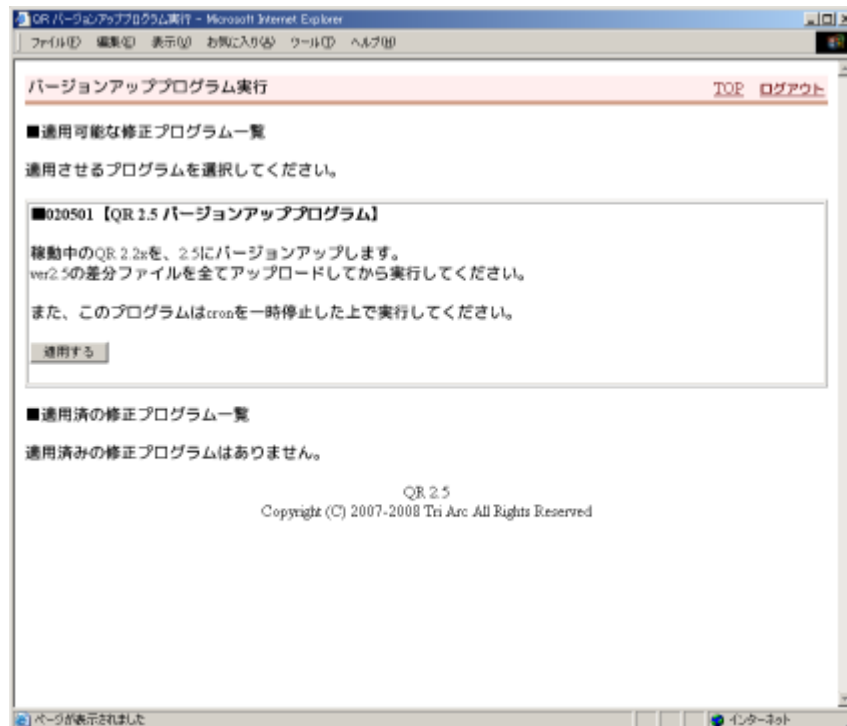 QR バージョンアッププログラム実行 - Microsoft Internet Explorer
ファイル(F) 編集(E) 表示(V) お気に入り(A) ツール(T) ヘルプ(H)
バージョンアッププログラム実行 TOP ログアウト
■適用可能な修正プログラム一覧
適用させるプログラムを選択してください。
■020501【QR 2.5 バージョンアッププログラム】
稼動中のQR 2.2xを、2.5にバージョンアップします。
ver2.5の差分ファイルを全てアップロードしてから実行してください。
また、このプログラムはcronを一時停止した上で実行してください。
適用する
■適用済の修正プログラム一覧
適用済みの修正プログラムはありません。
QR 2.5
Copyright (C) 2007-2008 Tri Arc All Rights Reserved
ページが表示されました インターネット